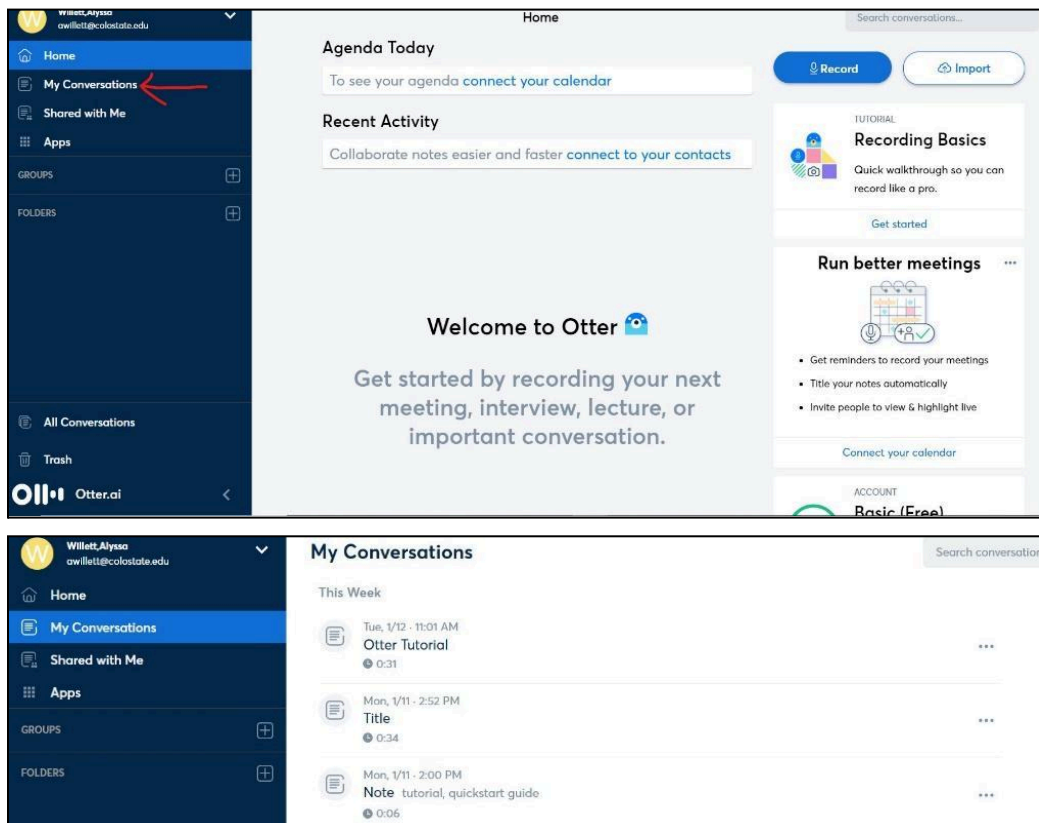 Willett,Alyssa
awillett@colostate.edu
Home
My Conversations
Shared with Me
Apps
GROUPS
FOLDERS
All Conversations
Trash
Otter.ai
Home
Search conversations...
Agenda Today
To see your agenda connect your calendar
Recent Activity
Collaborate notes easier and faster connect to your contacts
Welcome to Otter
Get started by recording your next
meeting, interview, lecture, or
important conversation.
Record
Import
TUTORIAL
Recording Basics
Quick walkthrough so you can
record like a pro.
Get started
Run better meetings
Get reminders to record your meetings
Title your notes automatically
Invite people to view & highlight live
Connect your calendar
ACCOUNT
Basic (Free)
W
Willett,Alyssa
awillett@colostate.edu
Home
My Conversations
Shared with Me
Apps
GROUPS
FOLDERS
My Conversations
Search conversation
This Week
Tue, 1/12 · 11:01 AM
Otter Tutorial
0:31
Mon, 1/11 · 2:52 PM
Title
0:34
Mon, 1/11 · 2:00 PM
Note tutorial, quickstart guide
0:06